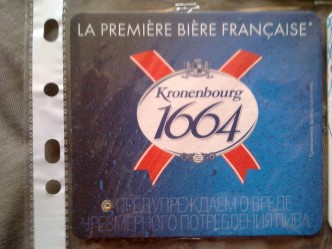 LA PREMIÈRE BIÈRE FRANÇAISE*
Kronenbourg
1664
ПРЕДУПРЕЖДАЕМ О ВРЕДЕ
ЧРЕЗМЕРНОГО ПОТРЕБЛЕНИЯ ПИВА